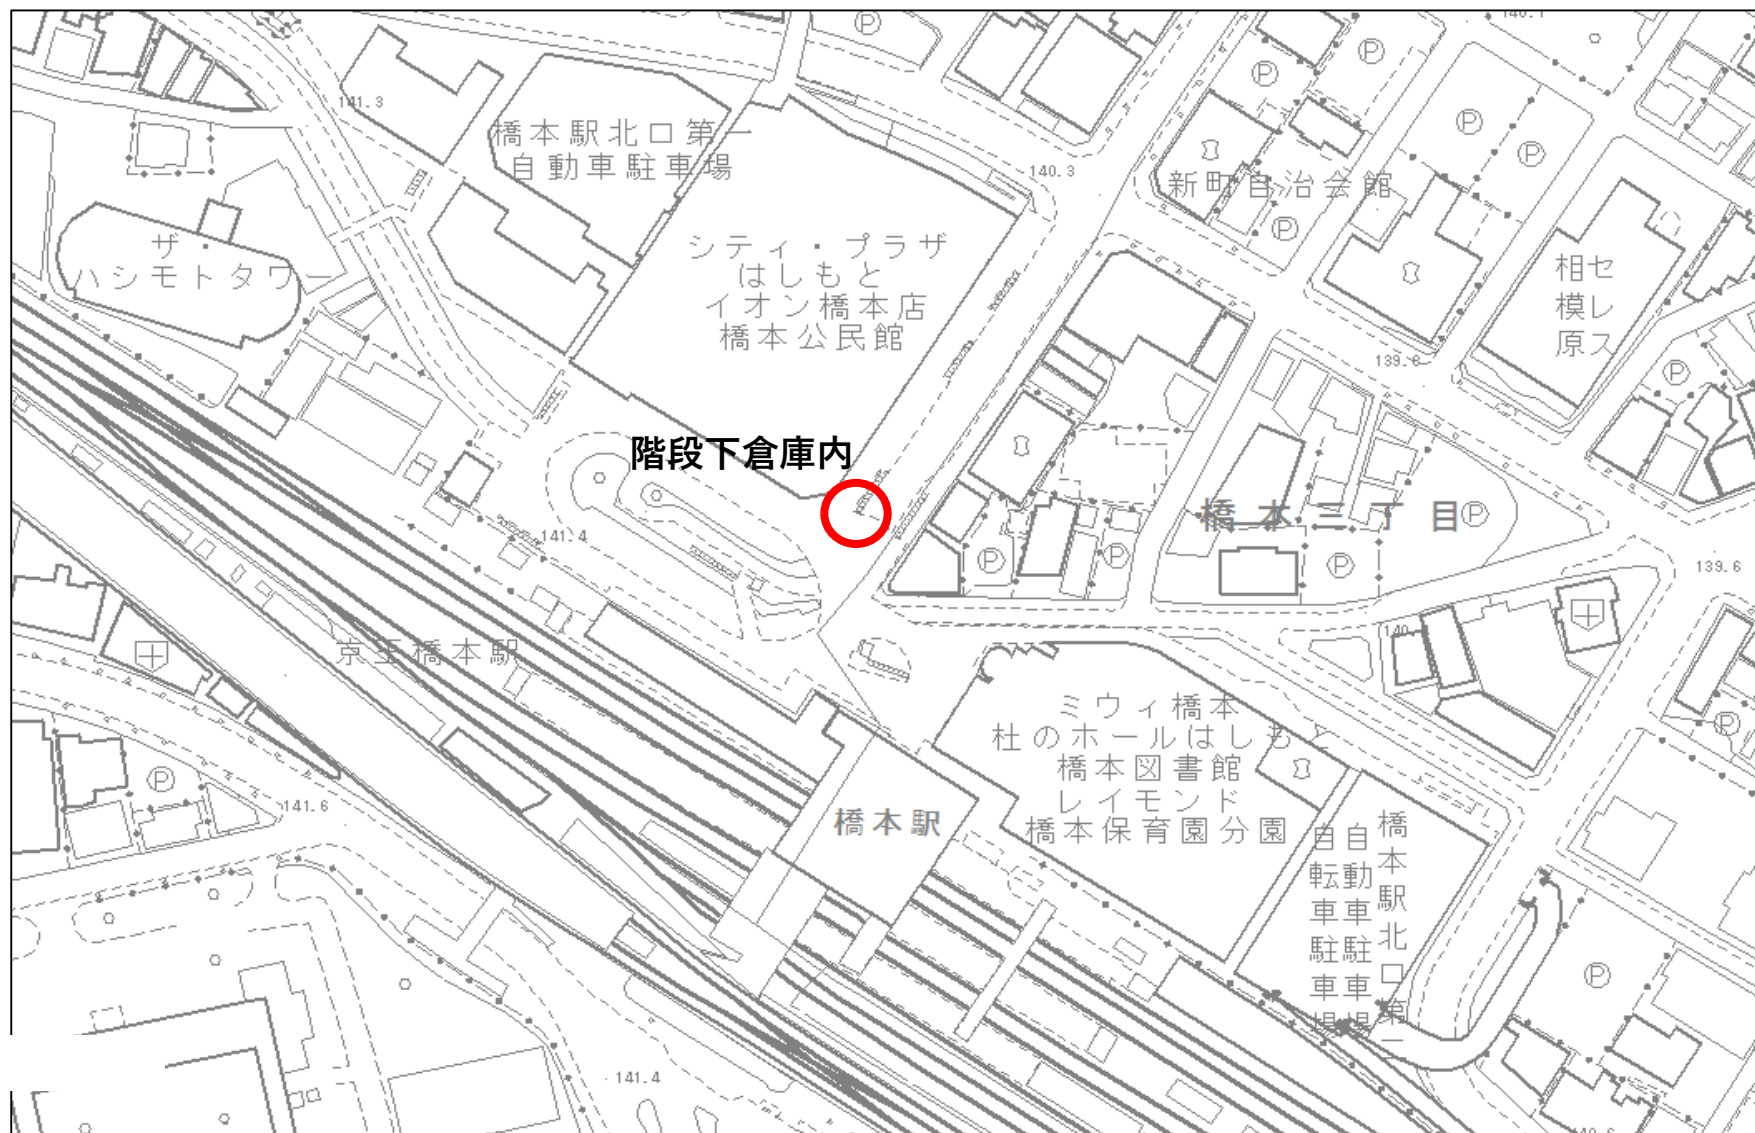 140.1
141.3
橋本駅北口第一
自動車駐車場
140.3
新町自治会館
ザ・
ハシモトタワー
シティ・プラザ
はしもと
イオン橋本店
橋本公民館
セレス
相模原
139.8
階段下倉庫内
橋本三丁目
141.4
139.6
京王橋本駅
ミウィ橋本
杜のホールはしもと
橋本図書館
レイモンド
橋本保育園分園
141.6
橋本駅
橋本駅北口第一
自動車駐車場
自転車駐車場
141.4
P
P
P
P
P
P
P
P
P
P
P
P
P
P